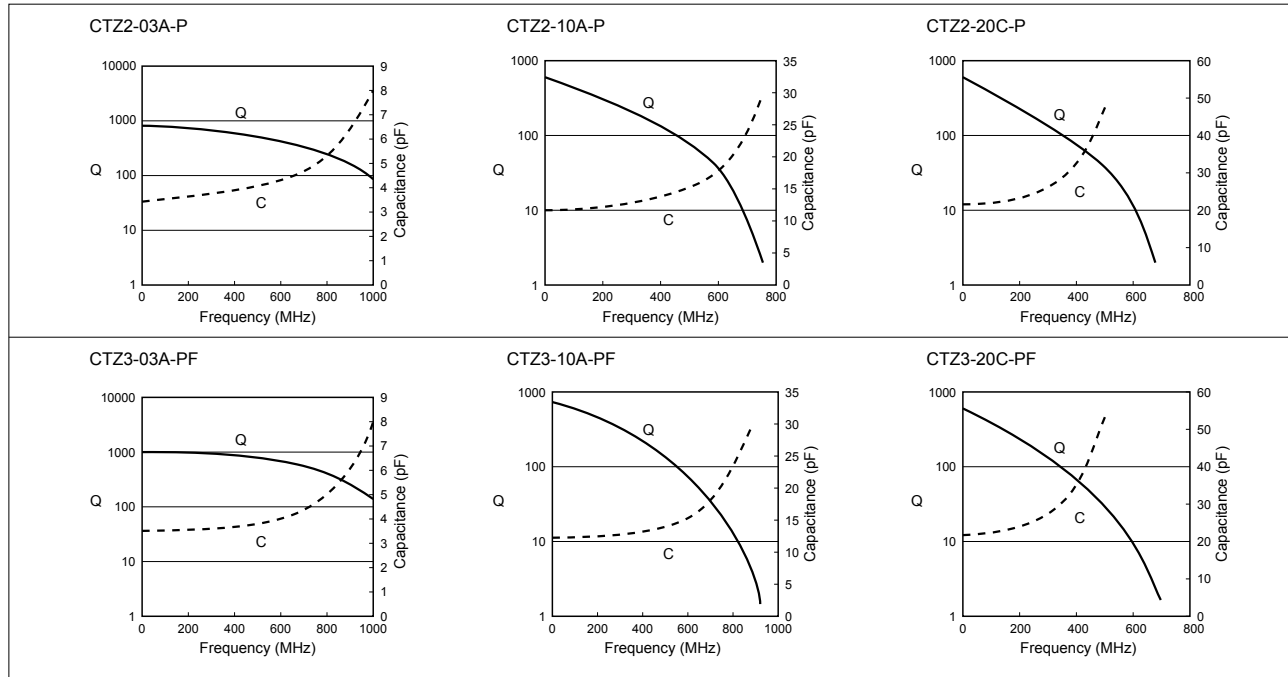 CTZ2-03A-P
10000
1000
100
10
1
Q
Q
C
9
8
7
6
5
4
3
2
1
0
Capacitance (pF)
0 200 400 600 800 1000
Frequency (MHz)
CTZ2-10A-P
1000
100
10
1
Q
Q
C
35
30
25
20
15
10
5
0
Capacitance (pF)
0 200 400 600 800
Frequency (MHz)
CTZ2-20C-P
1000
100
10
1
Q
Q
C
60
50
40
30
20
10
0
Capacitance (pF)
0 200 400 600 800
Frequency (MHz)
CTZ3-03A-PF
10000
1000
100
10
1
Q
Q
C
9
8
7
6
5
4
3
2
1
0
Capacitance (pF)
0 200 400 600 800 1000
Frequency (MHz)
CTZ3-10A-PF
1000
100
10
1
Q
Q
C
35
30
25
20
15
10
5
0
Capacitance (pF)
0 200 400 600 800 1000
Frequency (MHz)
CTZ3-20C-PF
1000
100
10
1
Q
Q
C
60
50
40
30
20
10
0
Capacitance (pF)
0 200 400 600 800
Frequency (MHz)